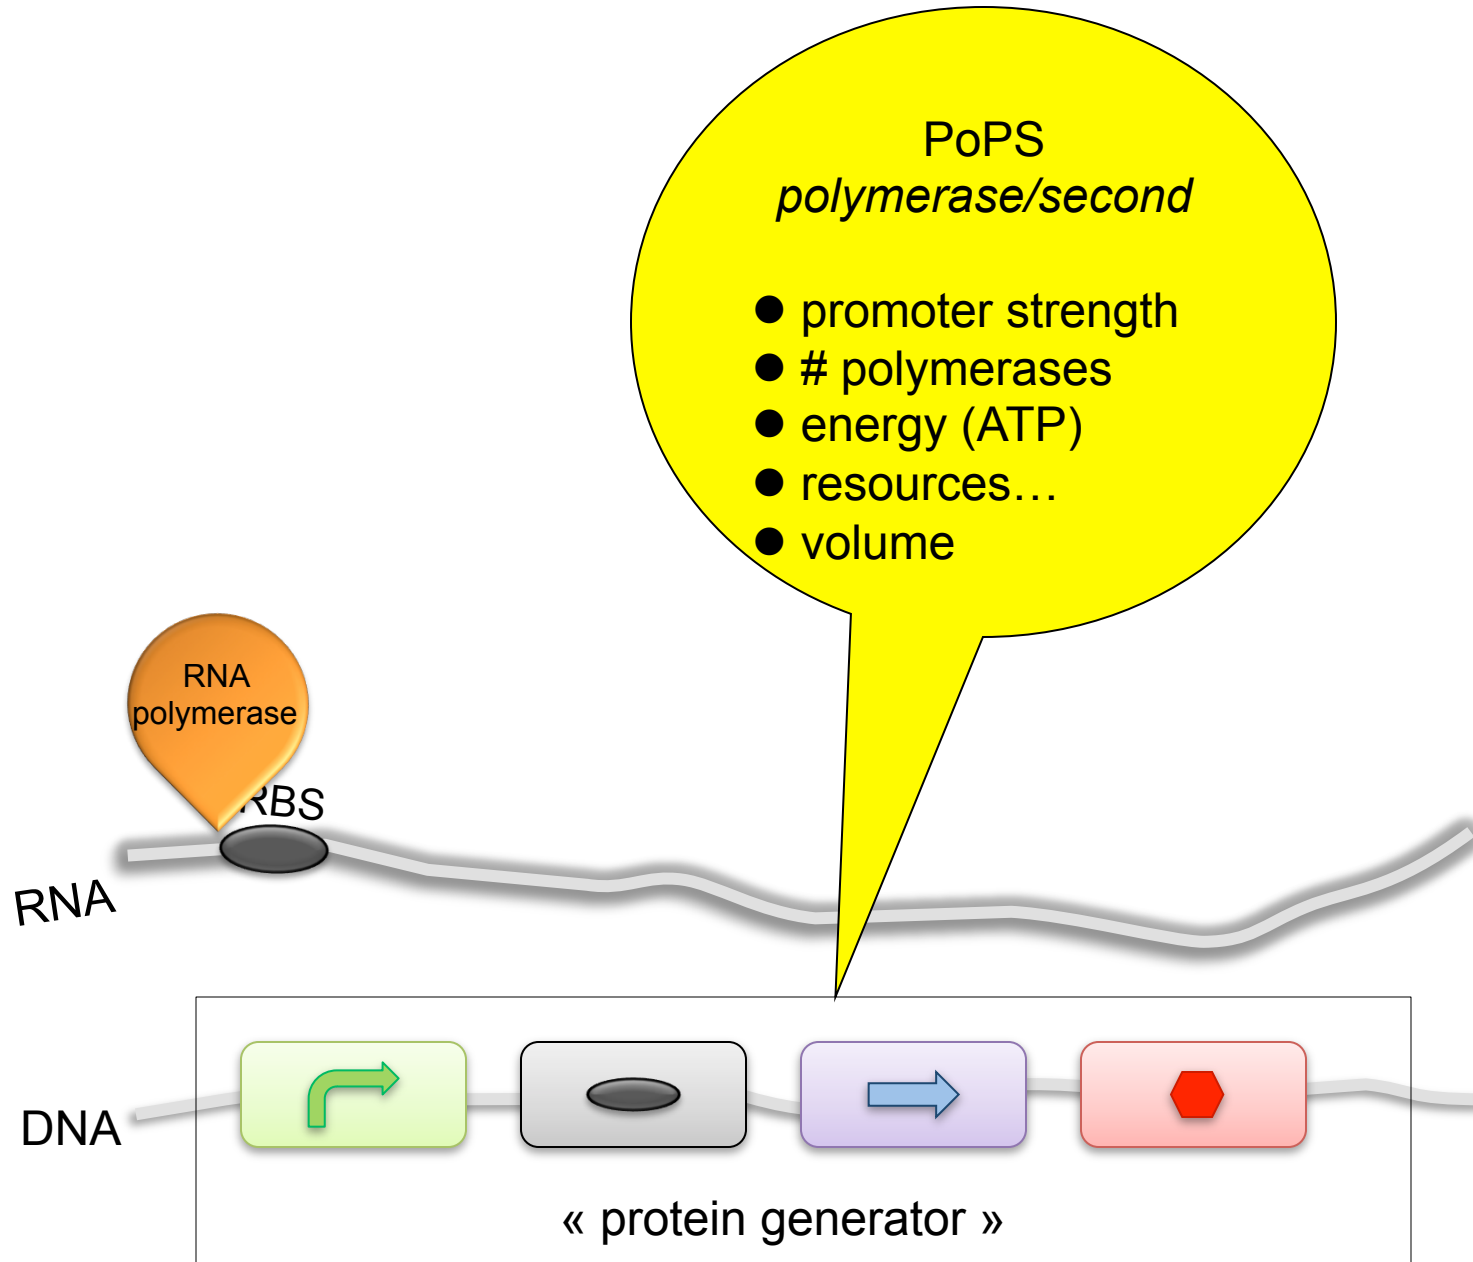 PoPS
polymerase/second
● promoter strength
● # polymerases
● energy (ATP)
● resources…
● volume
RNA
polymerase
RBS
RNA
DNA
« protein generator »